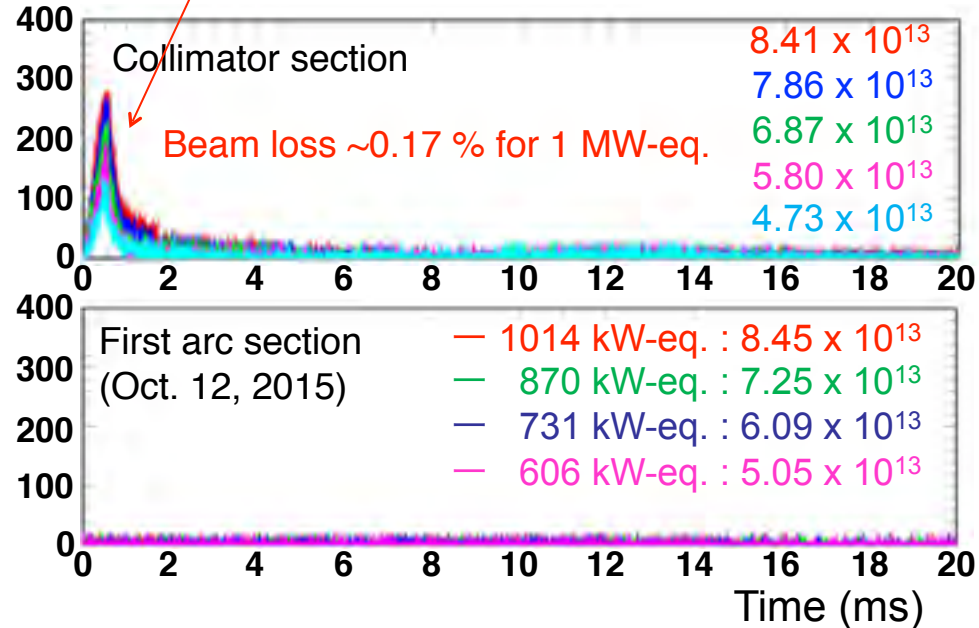 400
300
200
100
0
Collimator section
Beam loss ~0.17 % for 1 MW-eq.
8.41 x 10¹³
7.86 x 10¹³
6.87 x 10¹³
5.80 x 10¹³
4.73 x 10¹³
0 2 4 6 8 10 12 14 16 18 20
400
300
200
100
0
First arc section
(Oct. 12, 2015)
1014 kW-eq. : 8.45 x 10¹³
870 kW-eq. : 7.25 x 10¹³
731 kW-eq. : 6.09 x 10¹³
606 kW-eq. : 5.05 x 10¹³
0 2 4 6 8 10 12 14 16 18 20
Time (ms)